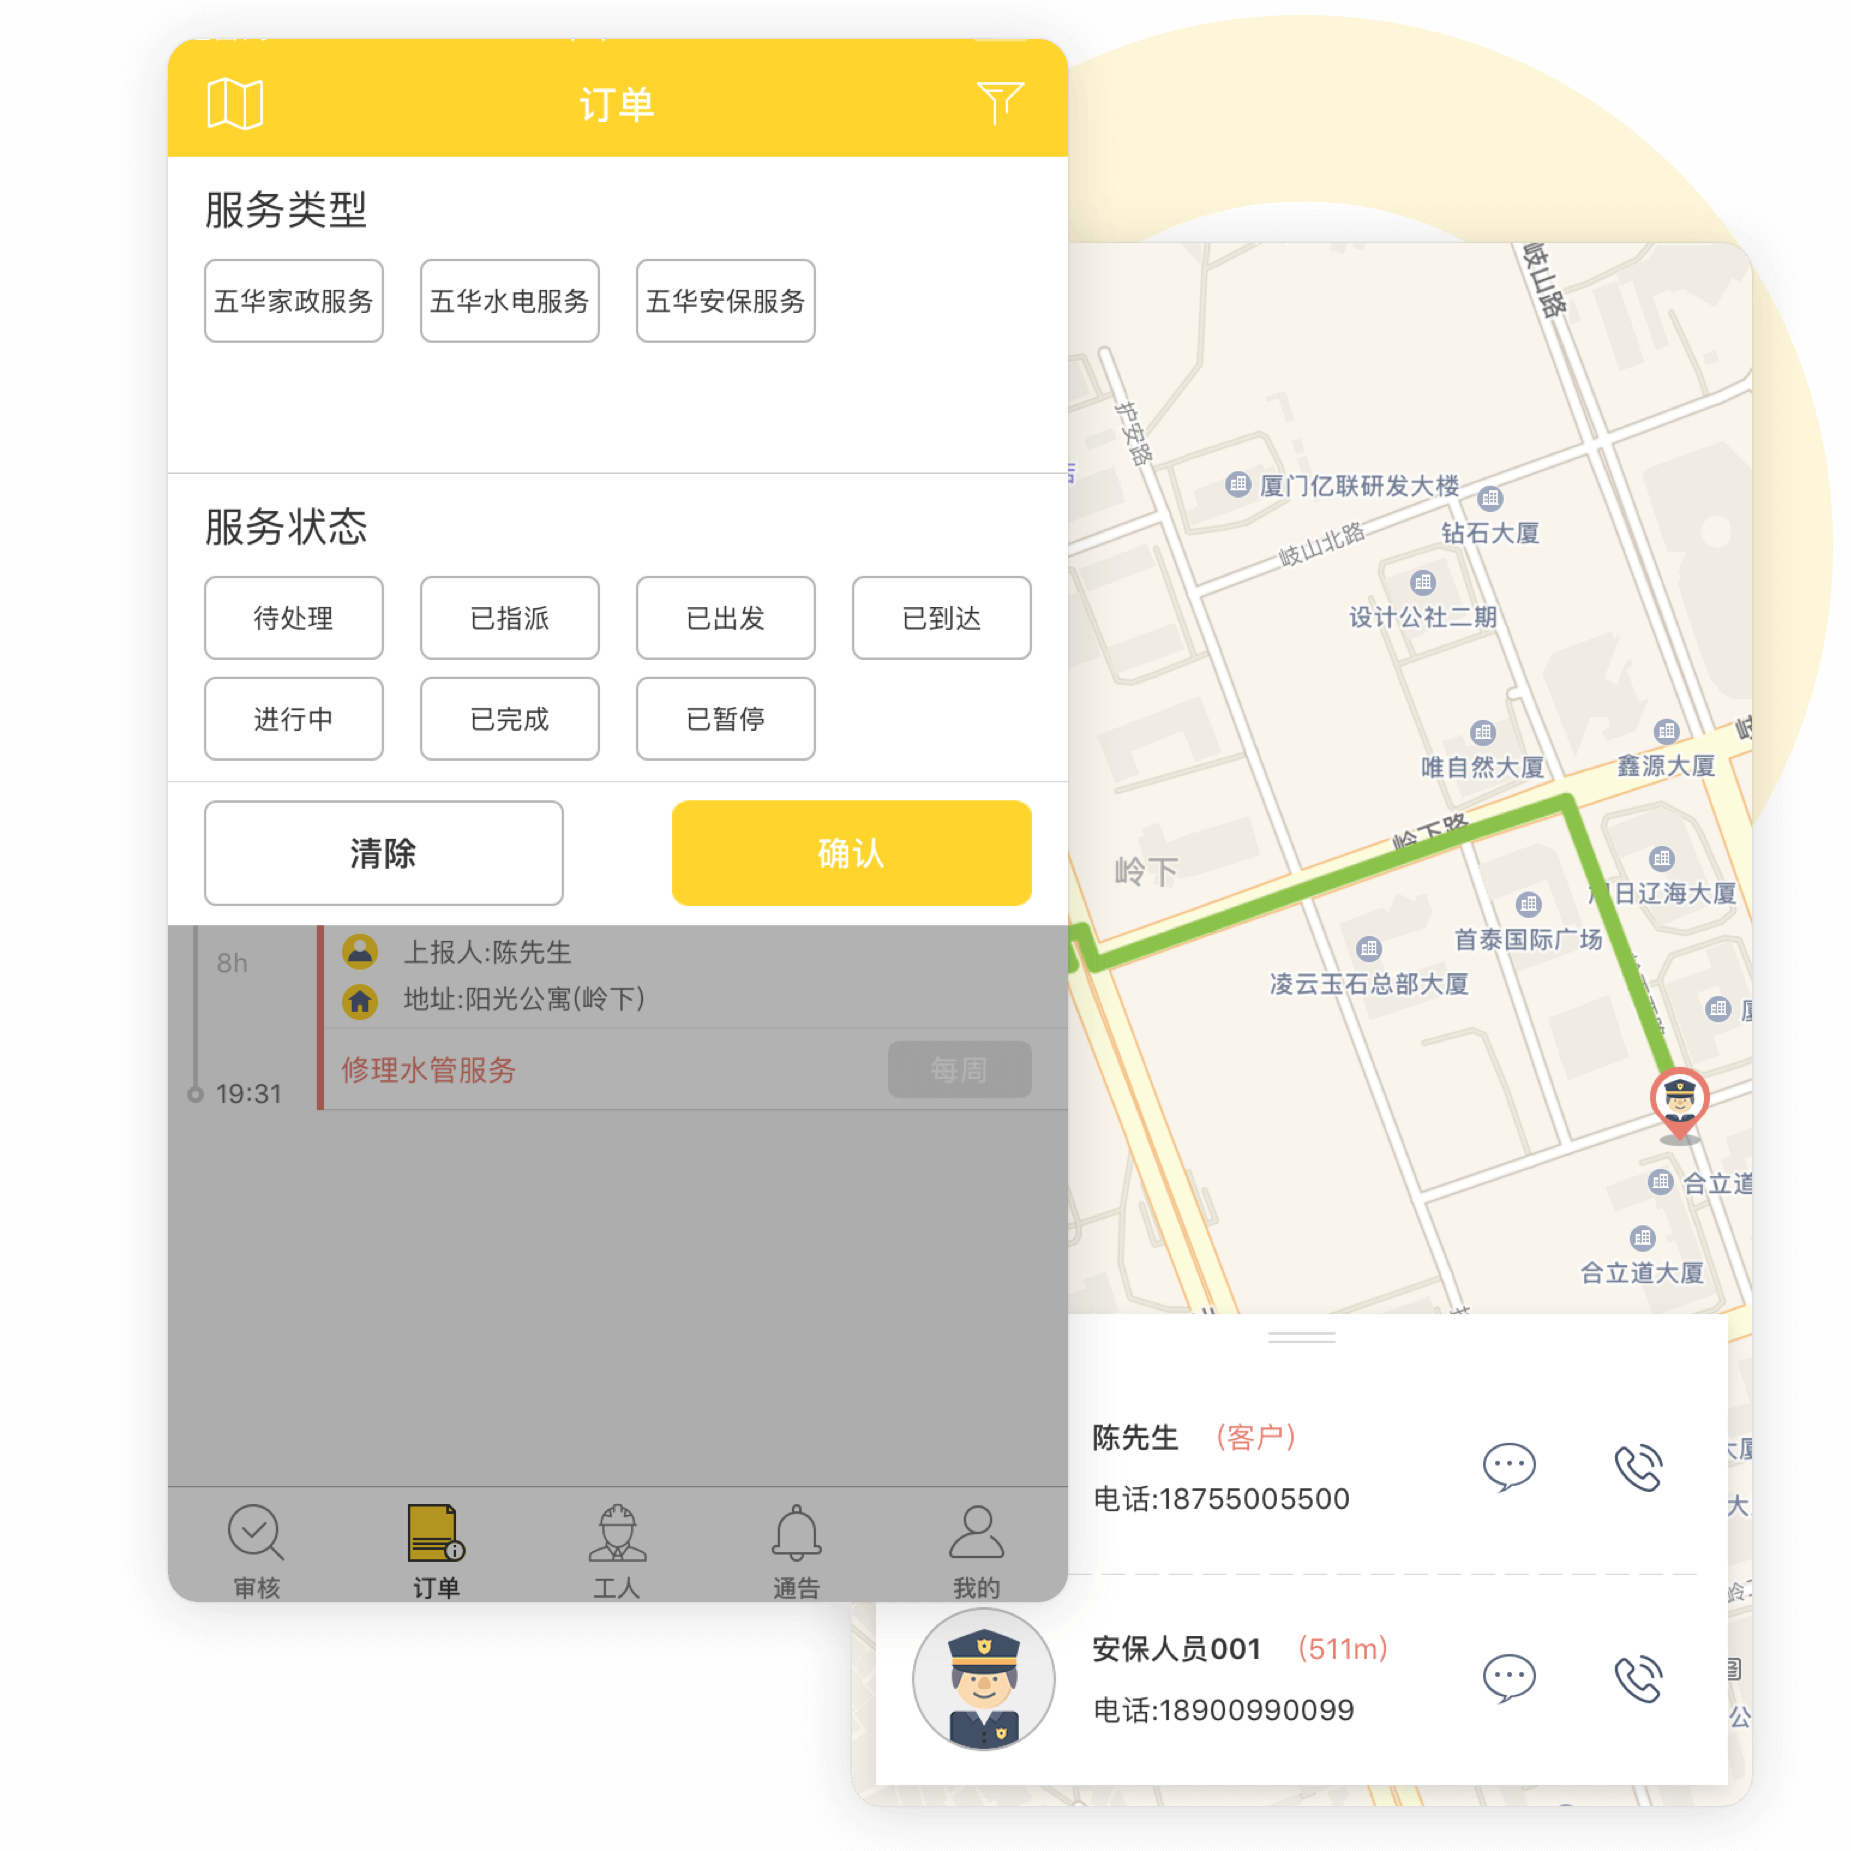 订单
服务类型
五华家政服务
五华水电服务
五华安保服务
服务状态
待处理
已指派
已出发
已到达
进行中
已完成
已暂停
清除
确认
8h
上报人:陈先生
地址:阳光公寓(岭下)
修理水管服务
每周
19:31
审核
订单
工人
通告
我的
岐山路
护安路
厦门亿联研发大楼
钻石大厦
岐山北路
设计公社二期
唯自然大厦
鑫源大厦
岭下路
岭下
日辽海大厦
首泰国际广场
凌云玉石总部大厦
合立道
合立道大厦
陈先生 (客户)
电话:18755005500
安保人员001 (511m)
电话:18900990099